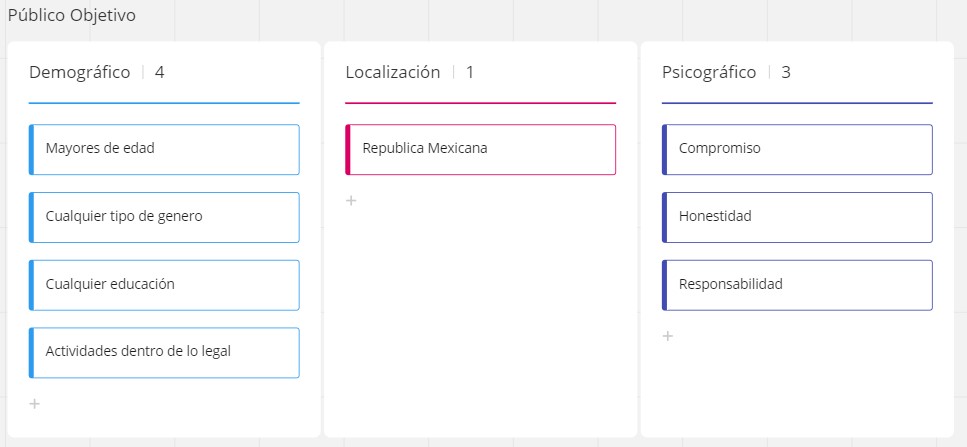 Público Objetivo
Demográfico | 4
Mayores de edad
Cualquier tipo de genero
Cualquier educación
Actividades dentro de lo legal
+
Localización | 1
Republica Mexicana
+
Psicográfico | 3
Compromiso
Honestidad
Responsabilidad
+